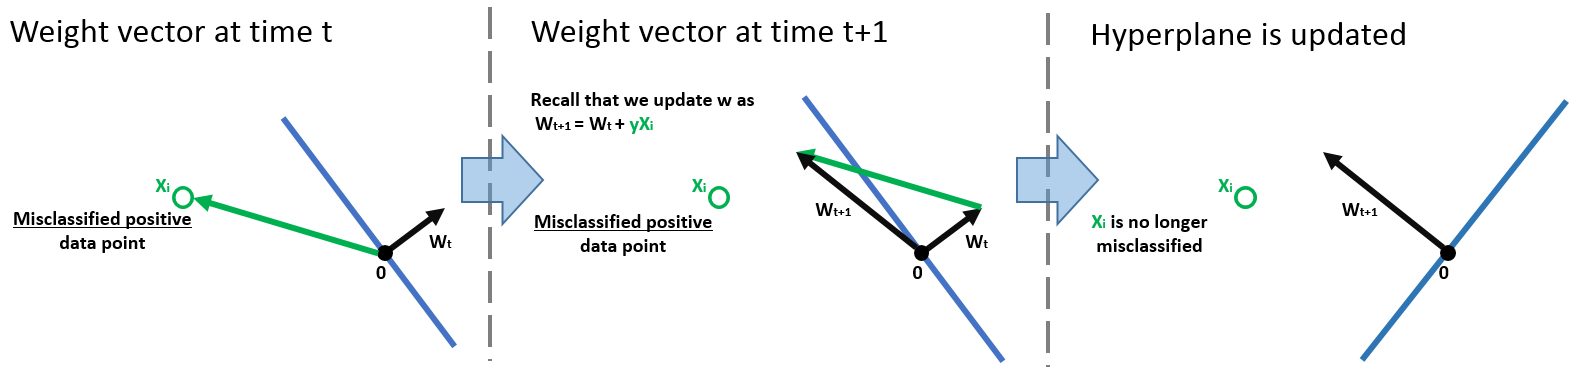 Weight vector at time t
Xi
Misclassified positive
data point
Wt
0
Weight vector at time t+1
Recall that we update w as
Wt+1 = Wt + yXi
Xi
Misclassified positive
data point
Wt+1
Wt
0
Hyperplane is updated
Xi
Xi is no longer
misclassified
Wt+1
0